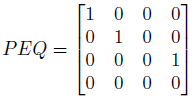 PEQ = 
1 0 0 0
0 1 0 0
0 0 0 1
0 0 0 0